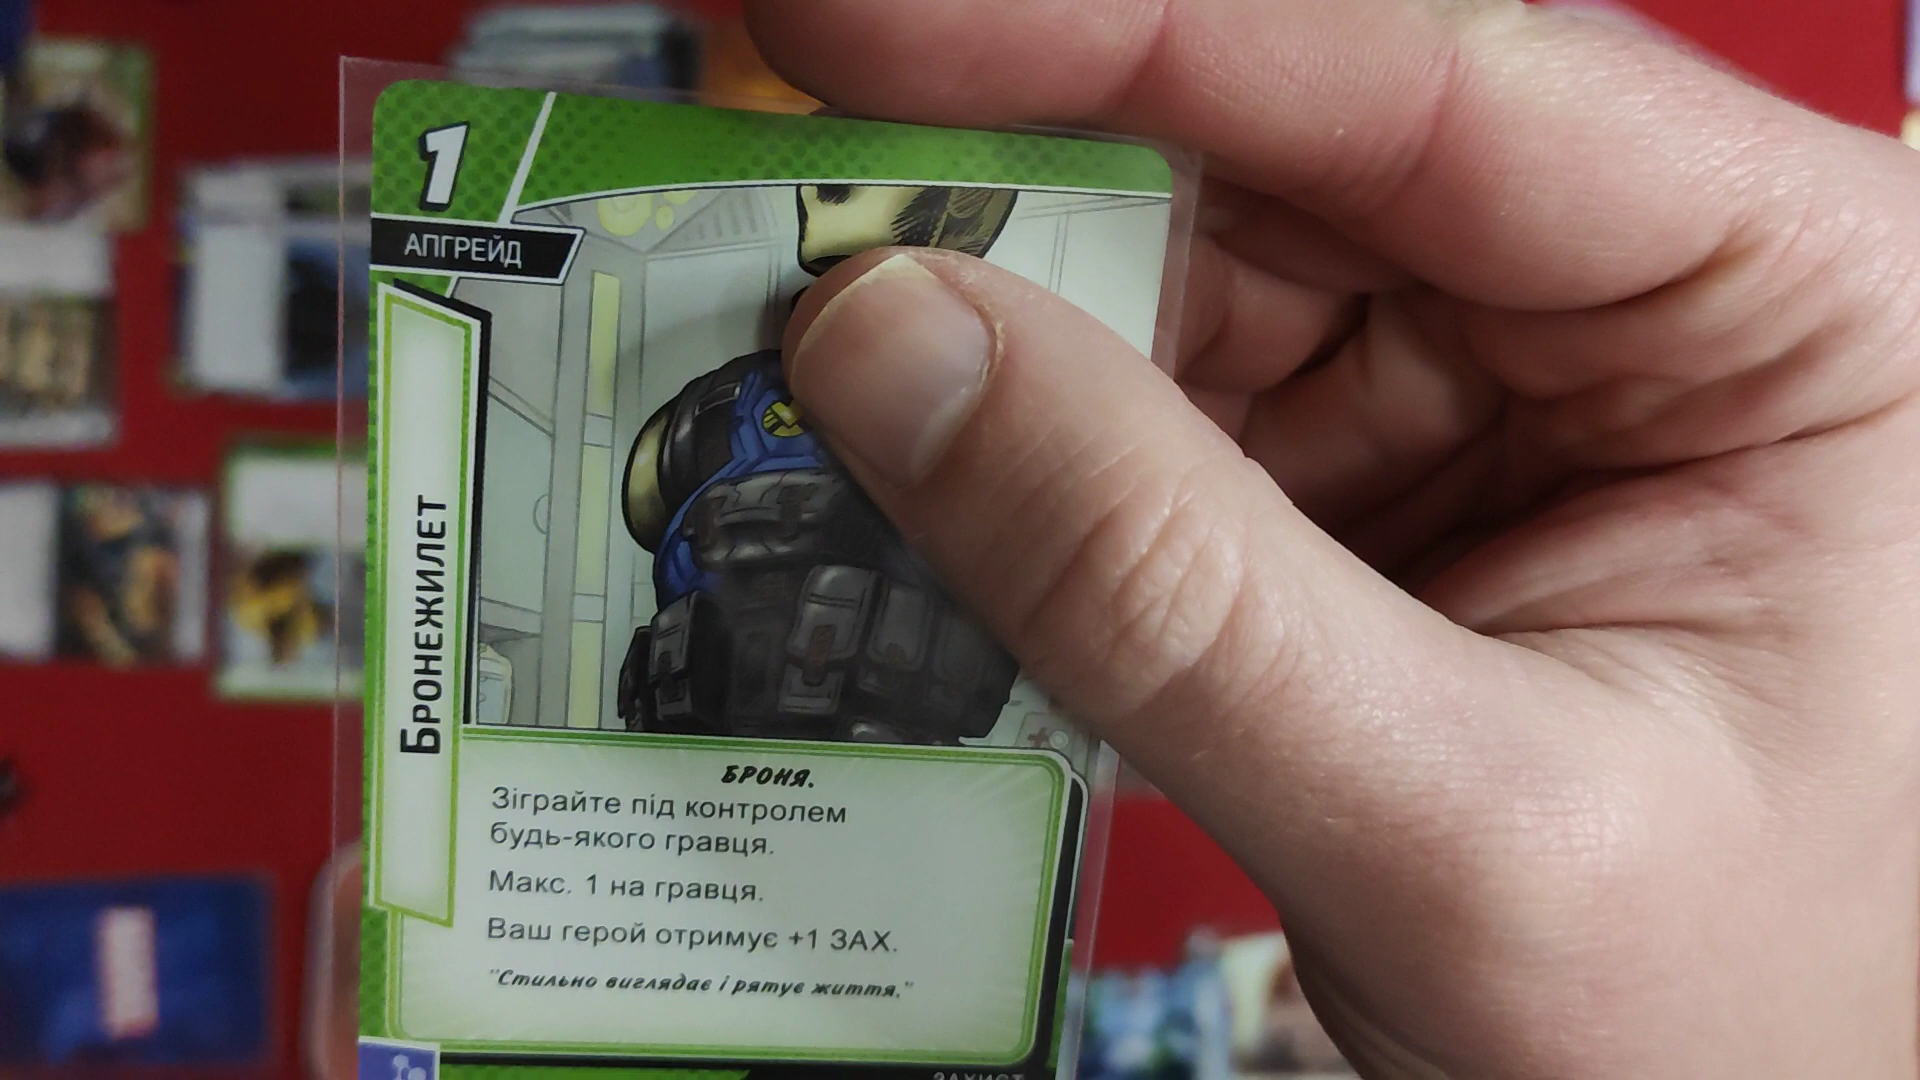 1
АПГРЕЙД
БРОНЕЖИЛЕТ
БРОНЯ.
Зіграйте під контролем
будь-якого гравця.
Макс. 1 на гравця.
Ваш герой отримує +1 ЗАХ.
"Стильно виглядає і рятує життя."
ЗАХИСТ